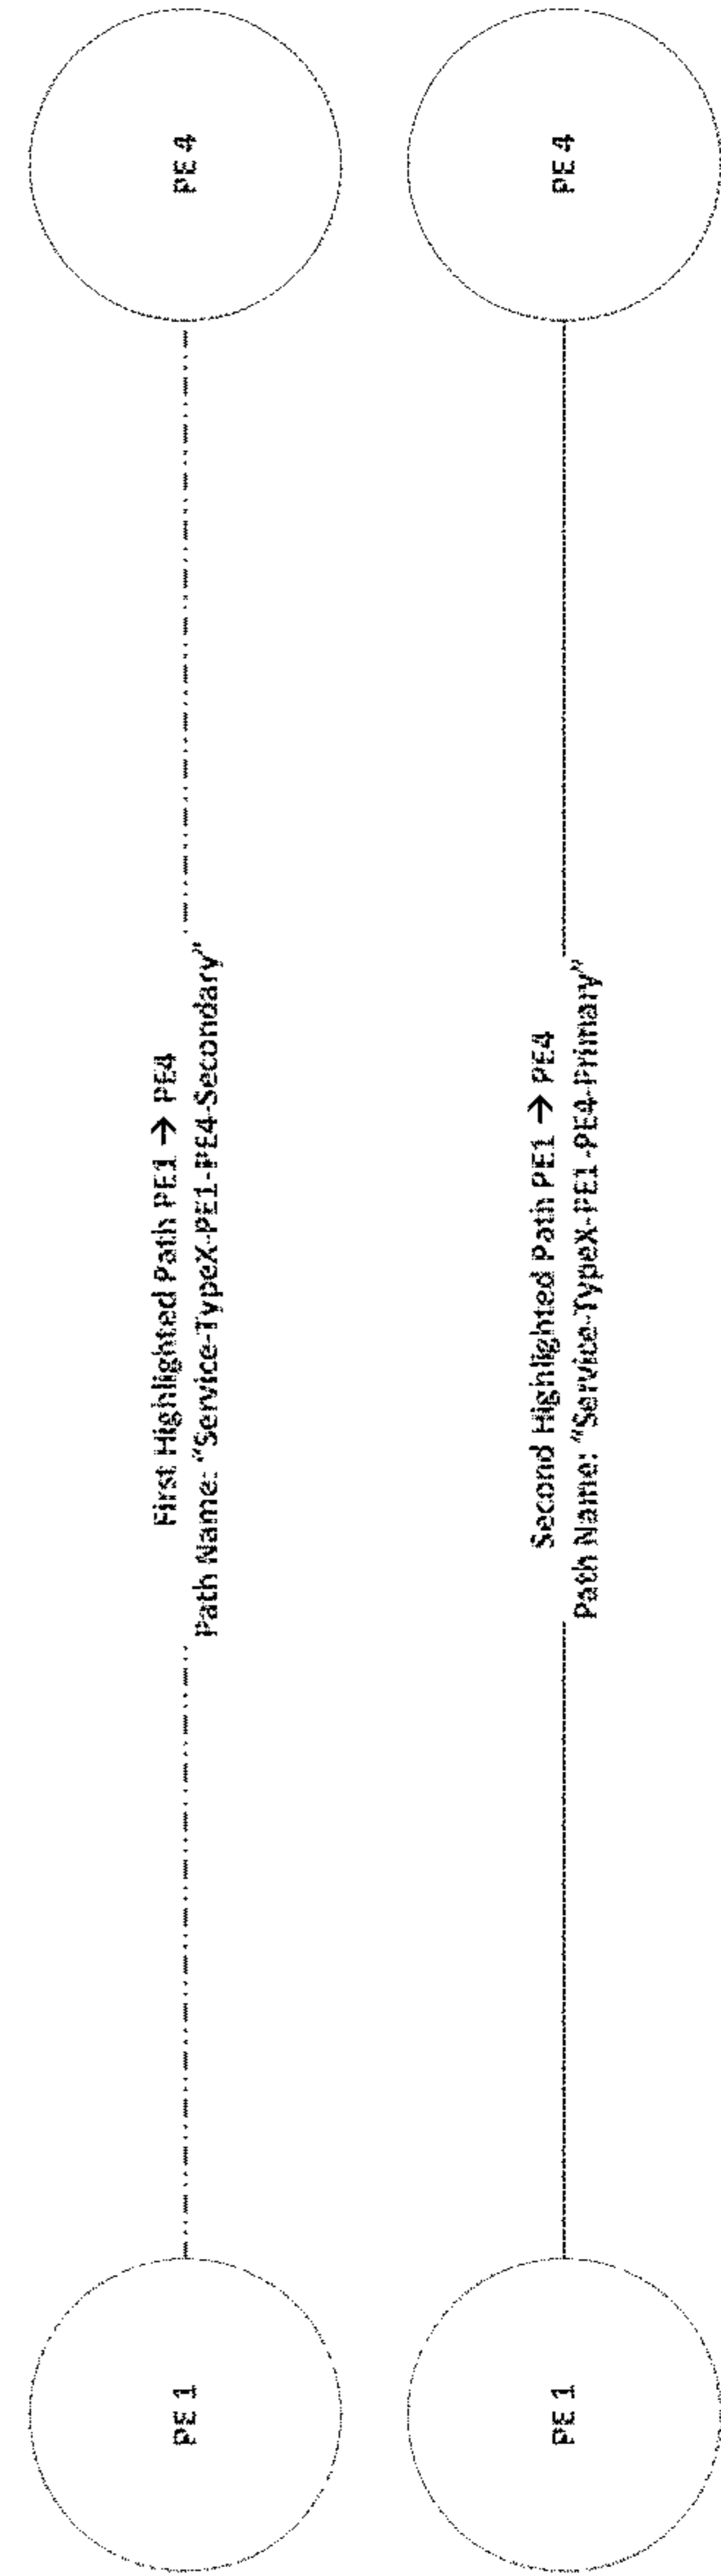 PE 1
First Highlighted Path PE1 → PE4
Path Name: “Service-TypeX-PE1-PE4-Secondary”
PE 4
PE 1
Second Highlighted Path PE1 → PE4
Path Name: “Service-TypeX-PE1-PE4-Primary”
PE 4